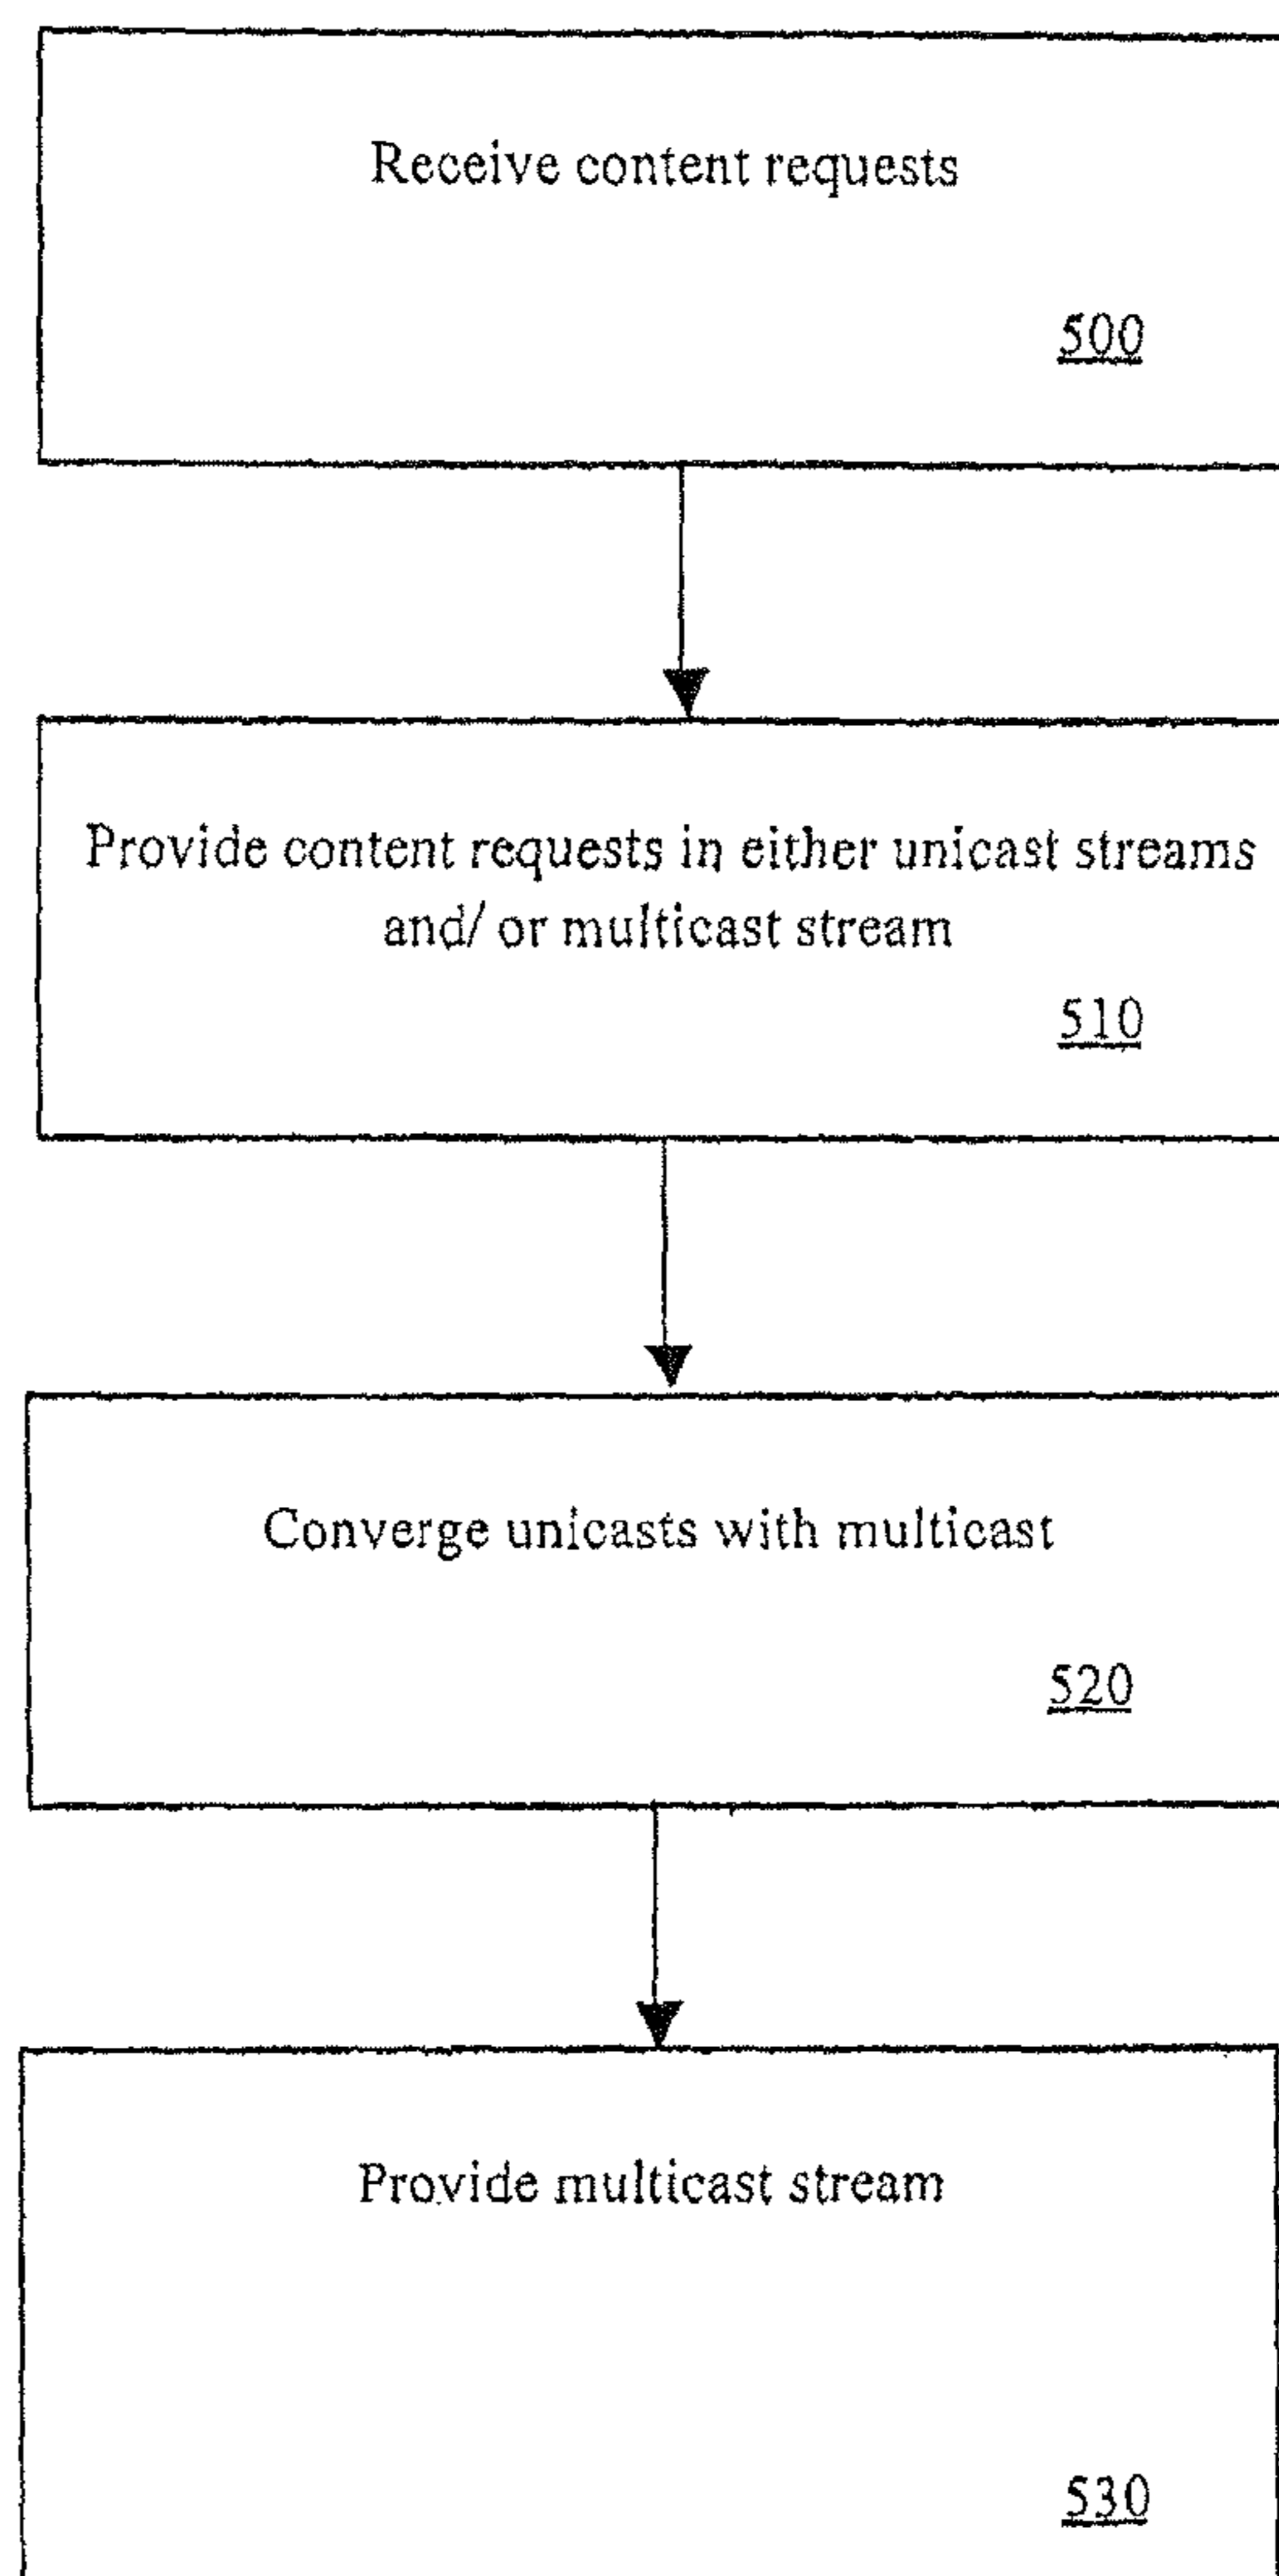 Receive content requests
500
Provide content requests in either unicast streams
and/ or multicast stream
510
Converge unicasts with multicast
520
Provide multicast stream
530